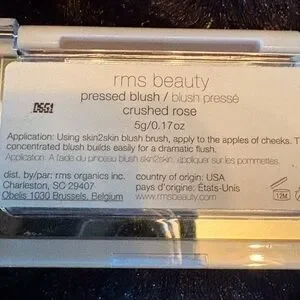 rms beauty
pressed blush / blush pressé
crushed rose
5g/0.17oz
D5G1
Application: Using skin2skin blush brush, apply to the apples of cheeks. T
concentrated blush builds easily for a dramatic flush.
Application. A l'aide du pinceau blush skin2skin, appliquer sur les pommettes.
dist. by/par: rms organics inc.
Charleston, SC 29407
Obelis 1030 Brussels, Belgium
country of origin: USA
pays d'origine: États-Unis
www.rmsbeauty.com
12M